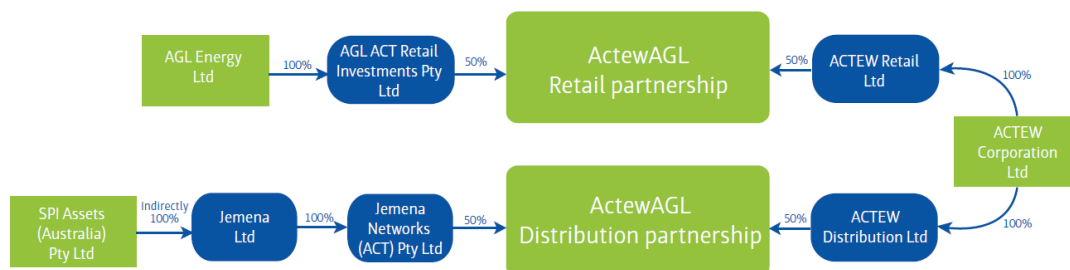 AGL Energy
Ltd
100%
AGL ACT Retail
Investments Pty
Ltd
50%
ActewAGL
Retail partnership
50%
ACTEW Retail
Ltd
100%
ACTEW
Corporation
Ltd
SPI Assets
(Australia)
Pty Ltd
Indirectly
100%
Jemena
Ltd
100%
Jemena
Networks
(ACT) Pty Ltd
50%
ActewAGL
Distribution partnership
50%
ACTEW
Distribution Ltd
100%